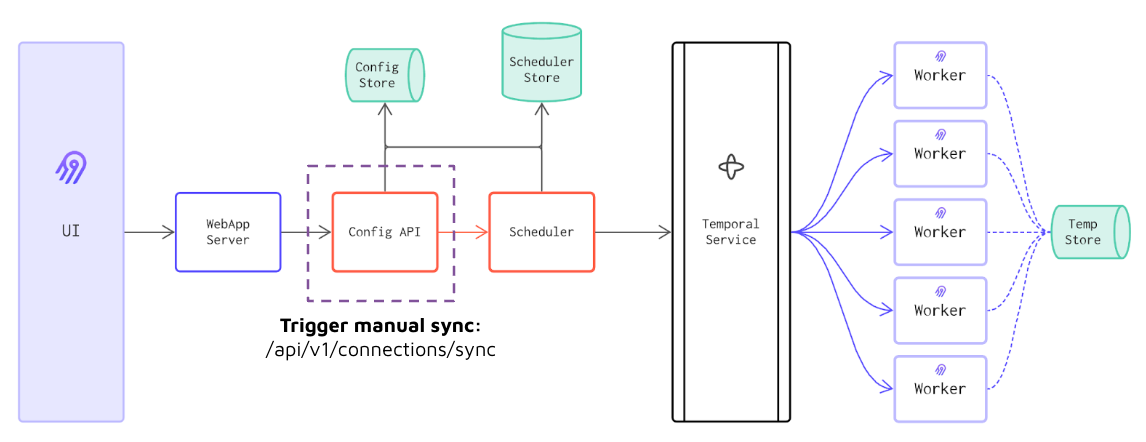 UI
WebApp
Server
Config
Store
Config API
Trigger manual sync:
/api/v1/connections/sync
Scheduler
Store
Scheduler
Temporal
Service
Worker
Worker
Worker
Worker
Worker
Temp
Store